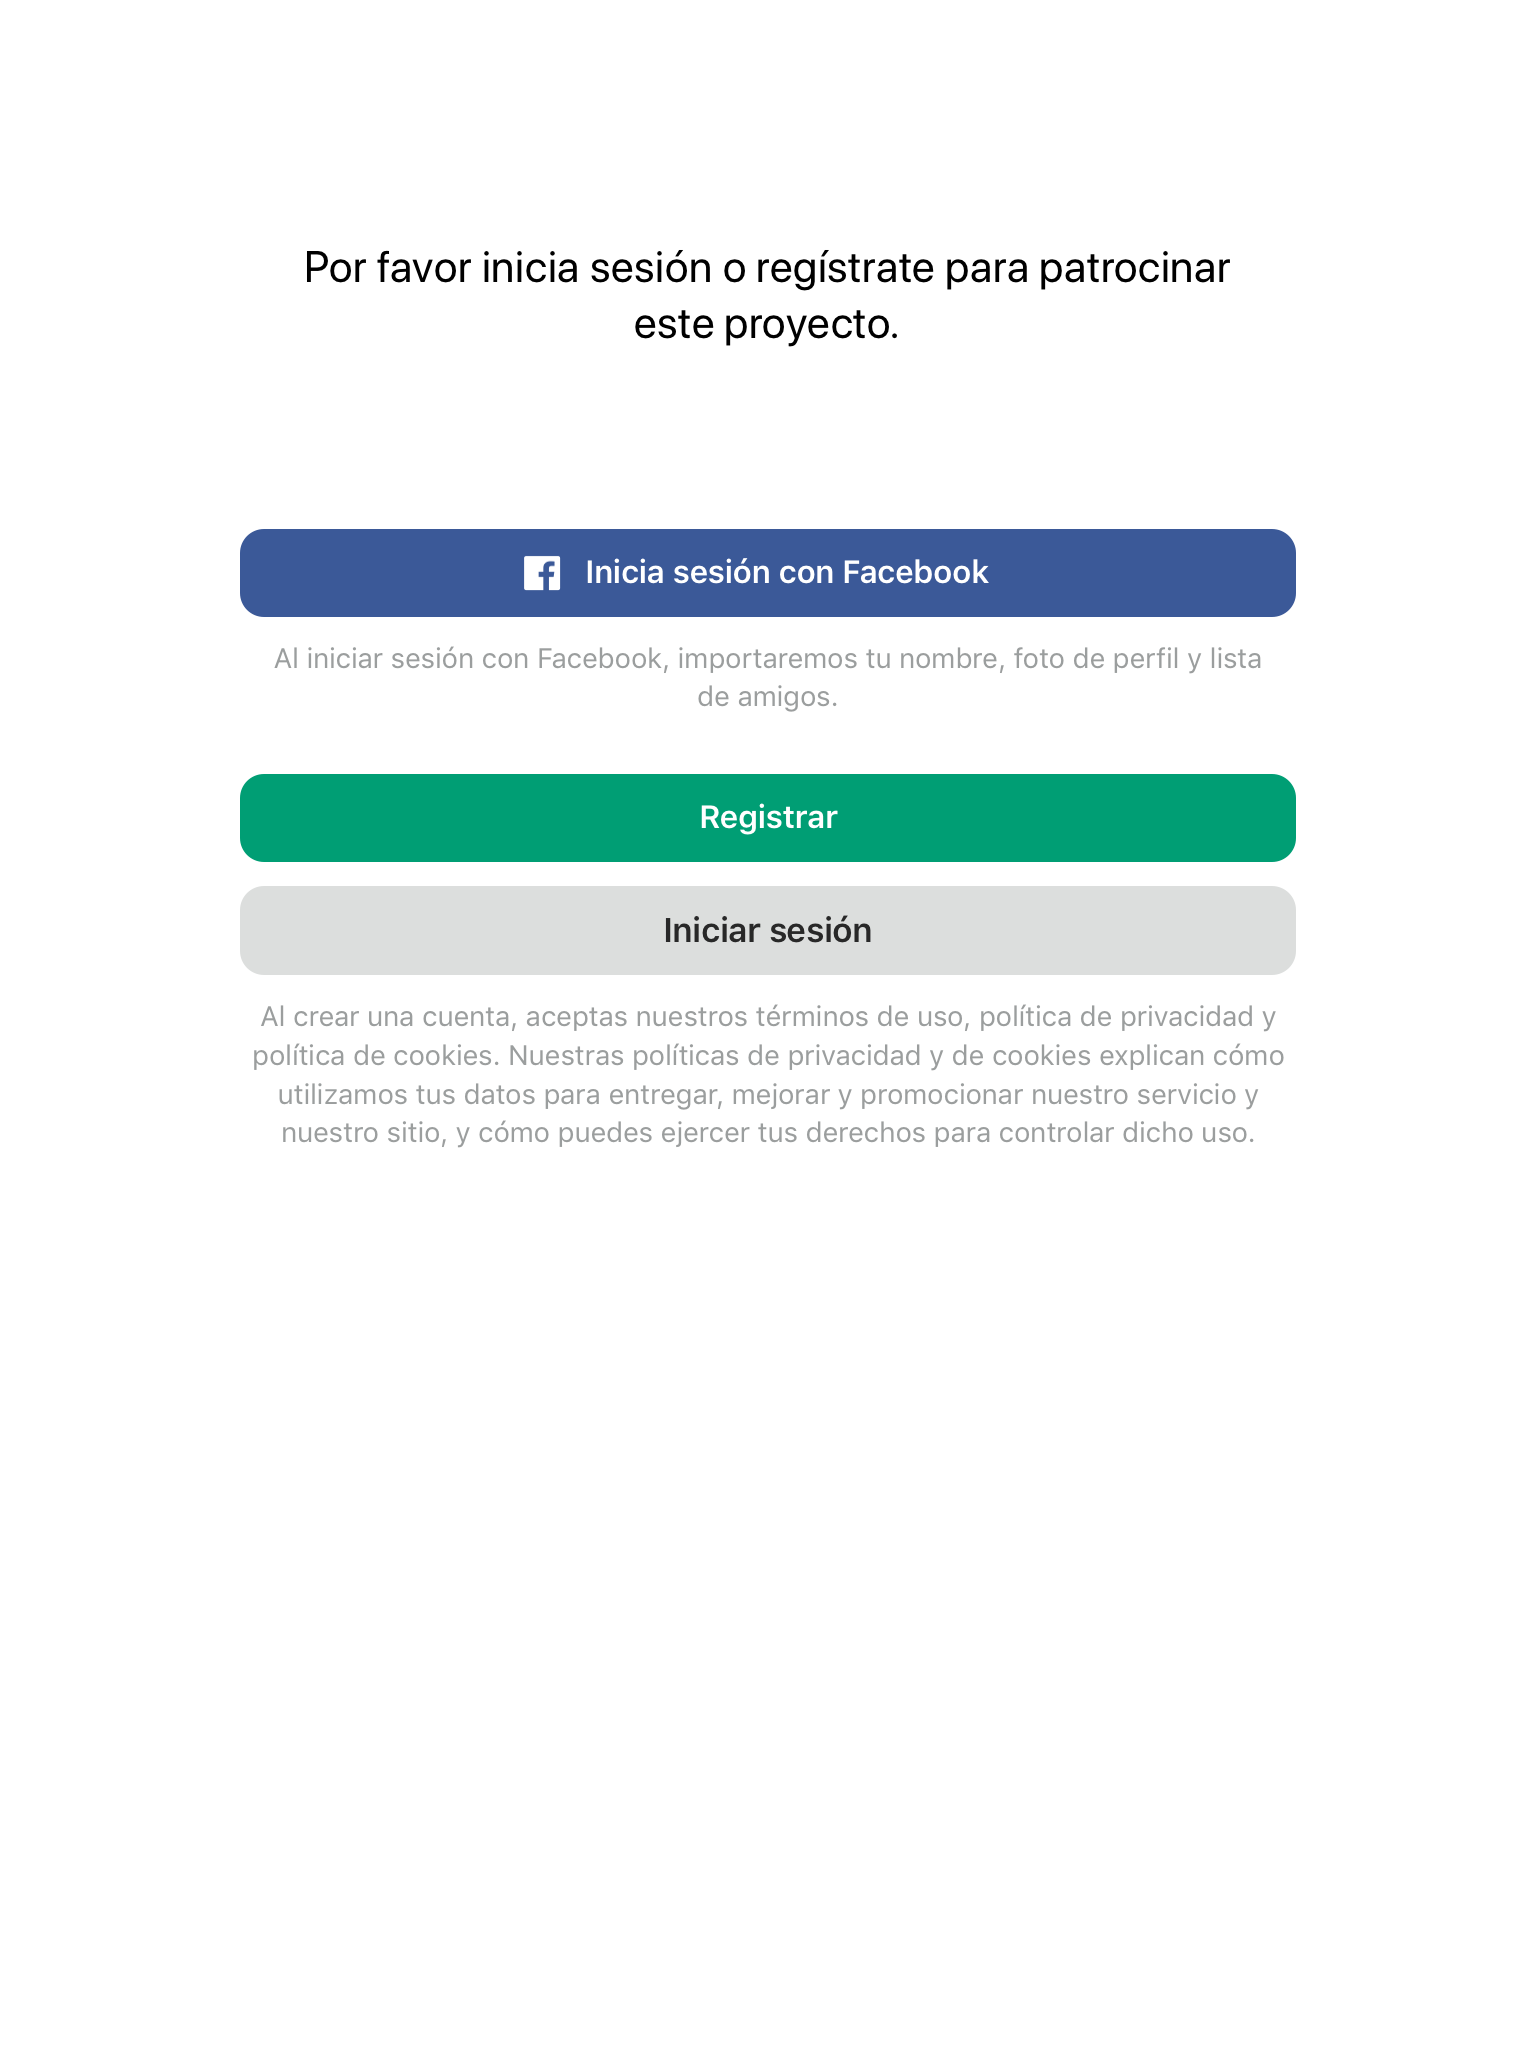 Por favor inicia sesión o regístrate para patrocinar
este proyecto.
Inicia sesión con Facebook
Al iniciar sesión con Facebook, importaremos tu nombre, foto de perfil y lista
de amigos.
Registrar
Iniciar sesión
Al crear una cuenta, aceptas nuestros términos de uso, política de privacidad y
política de cookies. Nuestras políticas de privacidad y de cookies explican cómo
utilizamos tus datos para entregar, mejorar y promocionar nuestro servicio y
nuestro sitio, y cómo puedes ejercer tus derechos para controlar dicho uso.